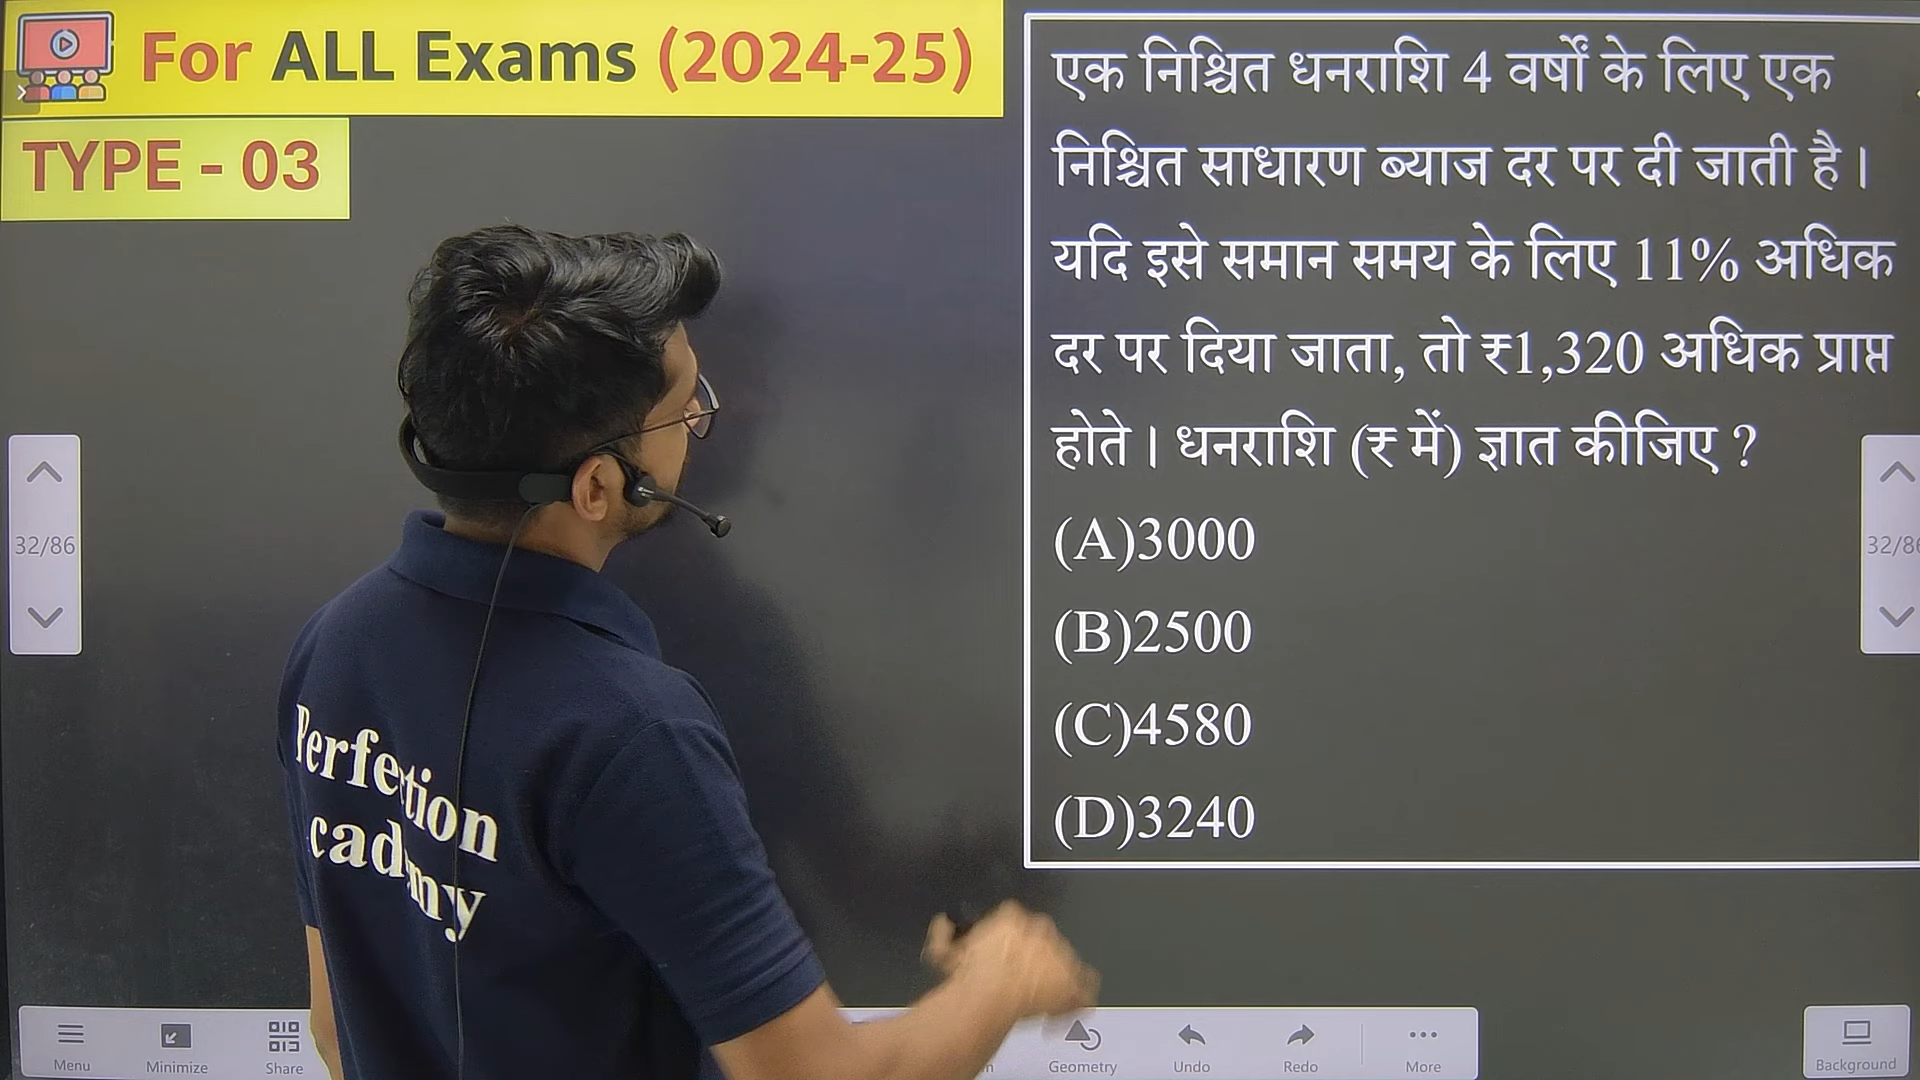 For ALL Exams (2024-25)
TYPE - 03
एक निश्चित धनराशि 4 वर्षों के लिए एक
निश्चित साधारण ब्याज दर पर दी जाती है।
यदि इसे समान समय के लिए 11% अधिक
दर पर दिया जाता, तो ₹1,320 अधिक प्राप्त
होते। धनराशि (₹ में) ज्ञात कीजिए ?
(A)3000
(B)2500
(C)4580
(D)3240
32/86
Perfection
cademy
Menu
Minimize
Share
Geometry
Undo
Redo
More
Background